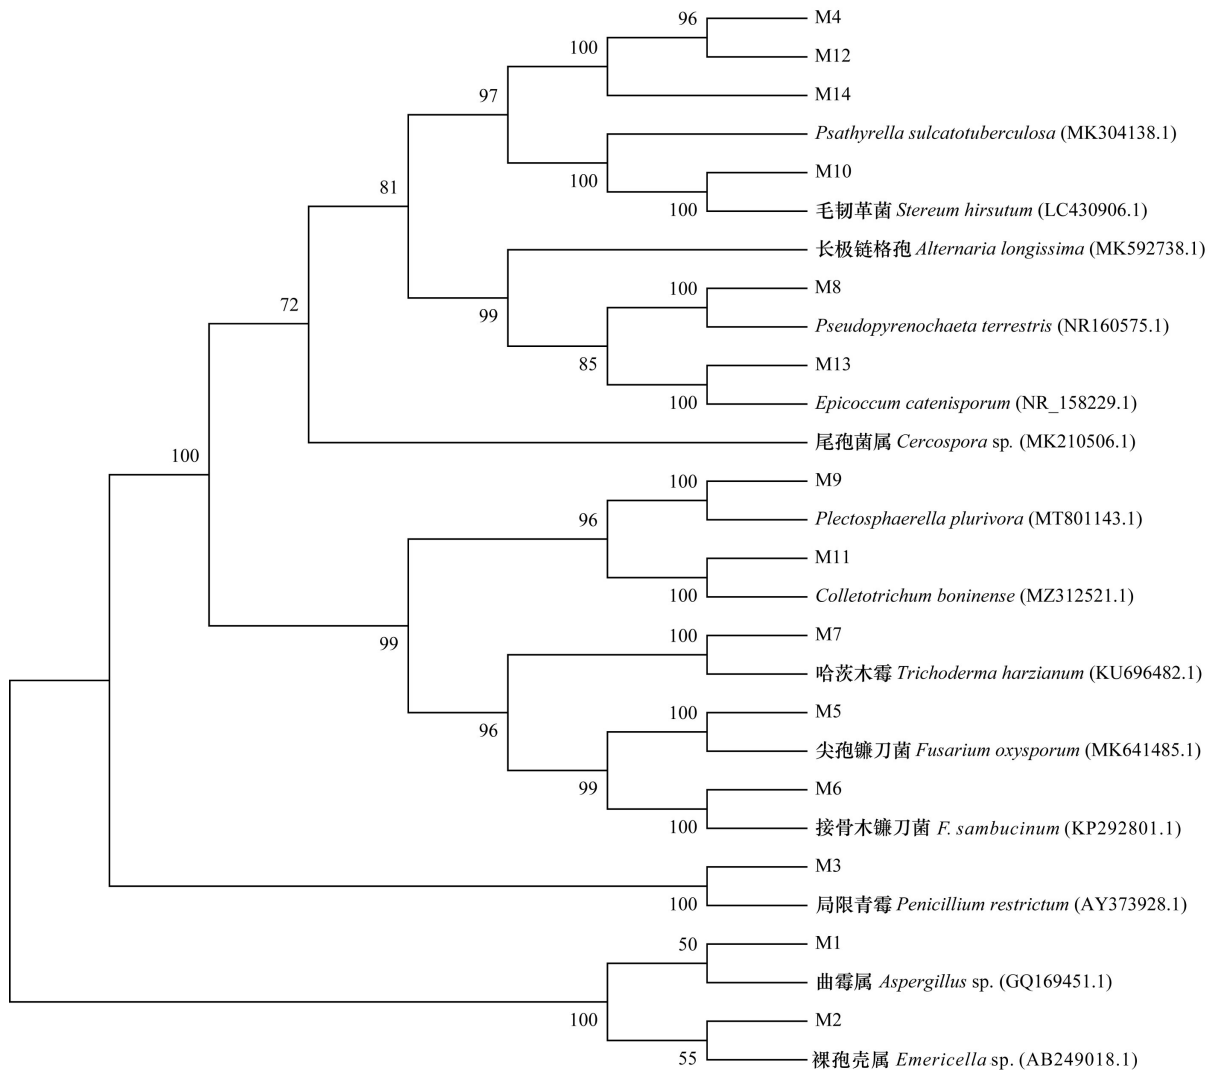 96
M4
100
M12
97
M14
Psathyrella sulcatotuberculosa (MK304138.1)
100
M10
81
100
毛韧革菌 Stereum hirsutum (LC430906.1)
长极链格孢 Alternaria longissima (MK592738.1)
72
100
M8
99
Pseudopyrenochaeta terrestris (NR160575.1)
85
M13
100
Epicoccum catenisporum (NR_158229.1)
尾孢菌属 Cercospora sp. (MK210506.1)
100
100
M9
96
Plectosphaerella plurivora (MT801143.1)
M11
100
Colletotrichum boninense (MZ312521.1)
99
100
M7
哈茨木霉 Trichoderma harzianum (KU696482.1)
96
100
M5
尖孢镰刀菌 Fusarium oxysporum (MK641485.1)
99
M6
100
接骨木镰刀菌 F. sambucinum (KP292801.1)
M3
100
局限青霉 Penicillium restrictum (AY373928.1)
50
M1
曲霉属 Aspergillus sp. (GQ169451.1)
100
M2
55
裸孢壳属 Emericella sp. (AB249018.1)